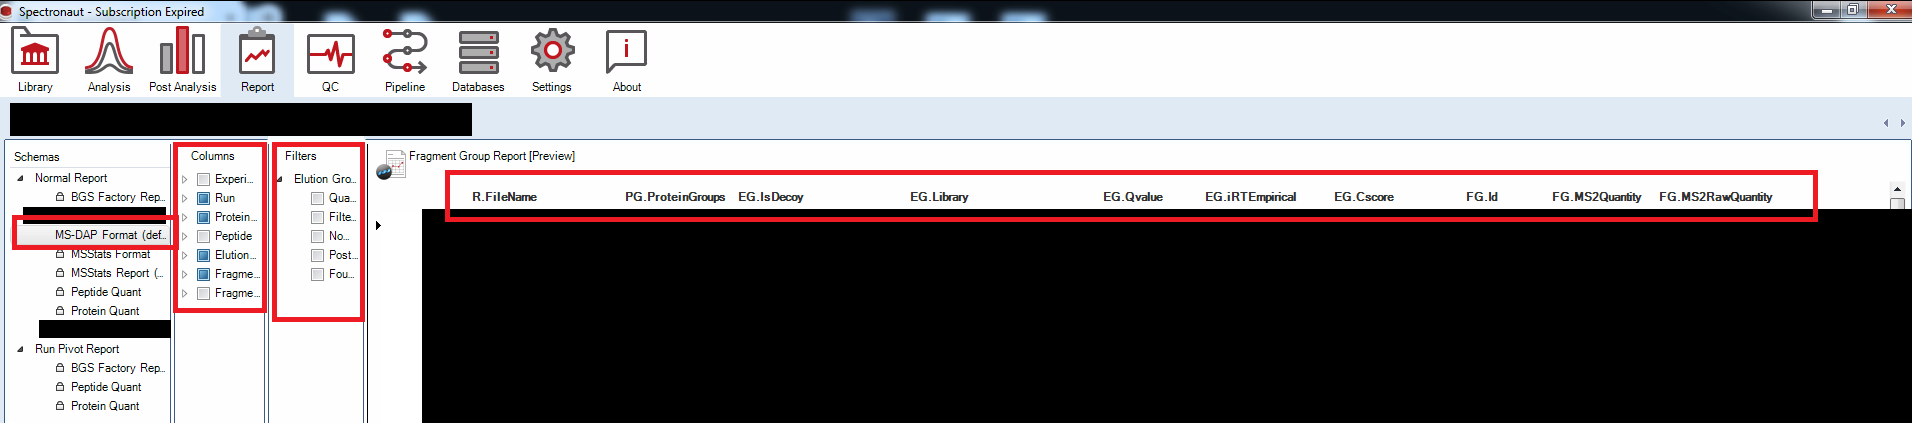 Spectronaut - Subscription Expired
Library Analysis Post Analysis Report QC Pipeline Databases Settings About
Schemas
Normal Report
BGS Factory Rep...
MS-DAP Format (def...
MSStats Format
MSStats Report (...
Peptide Quant
Protein Quant
Run Pivot Report
BGS Factory Rep...
Peptide Quant
Protein Quant
Columns
Experi...
Run
Protein...
Peptide
Elution...
Fragme...
Fragme...
Filters
Elution Gro...
Qua...
Filte...
No...
Post...
Fou...
Fragment Group Report [Preview]
R.FileName PG.ProteinGroups EG.IsDecoy EG.Library EG.Qvalue EG.iRTEmpirical EG.Cscore FG.Id FG.MS2Quantity FG.MS2RawQuantity